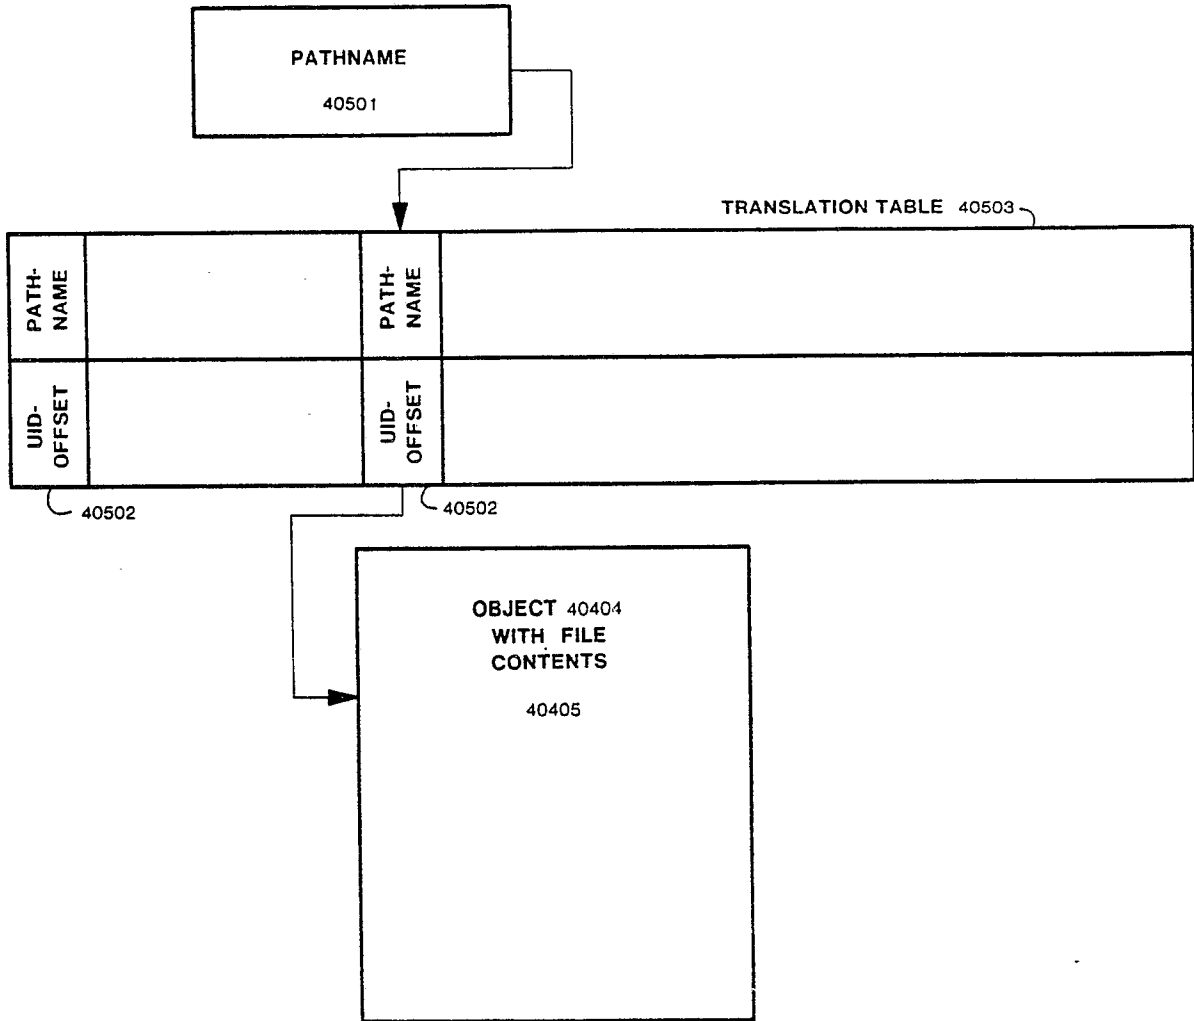 PATHNAME
40501
TRANSLATION TABLE 40503
PATH-
NAME
PATH-
NAME
UID-
OFFSET
UID-
OFFSET
40502
40502
OBJECT 40404
WITH FILE
CONTENTS
40405